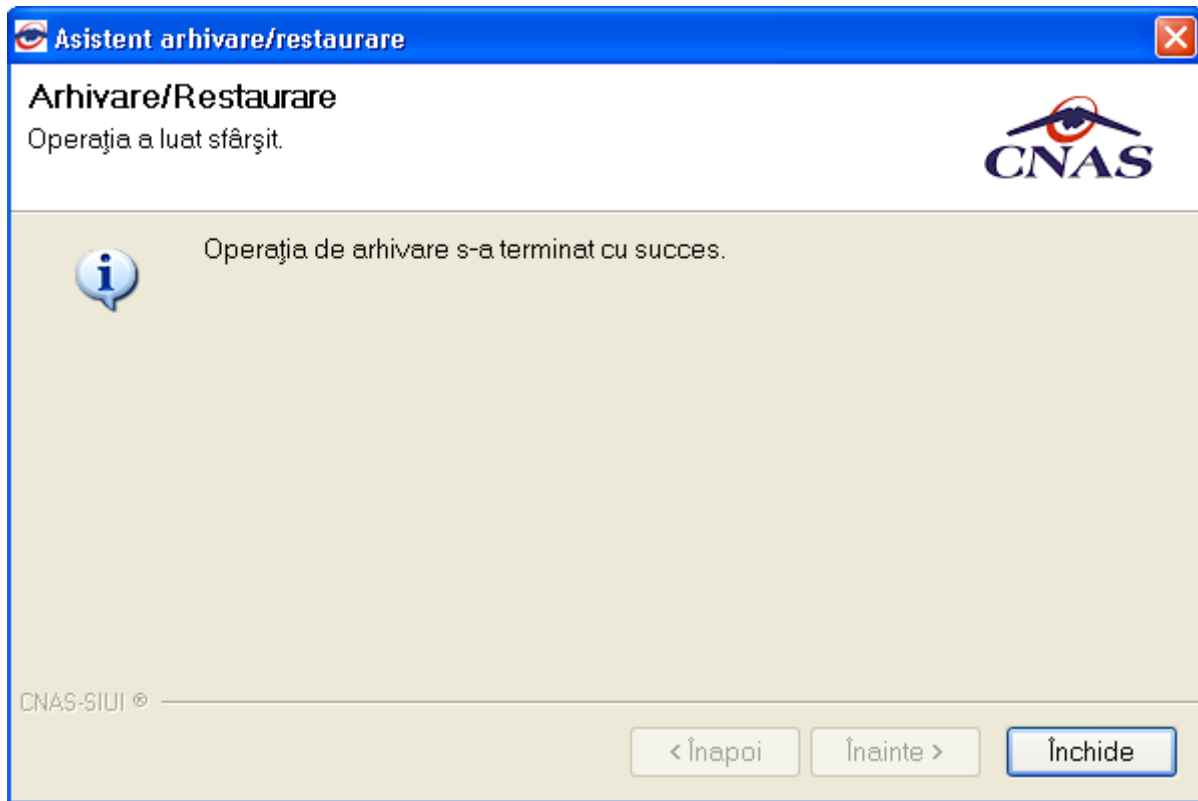 Asistent arhivare/restaurare
Arhivare/Restaurare
Operaţia a luat sfârşit.
CNAS
Operaţia de arhivare s-a terminat cu succes.
CNAS-SIUI ®
< Înapoi
Înainte >
Închide